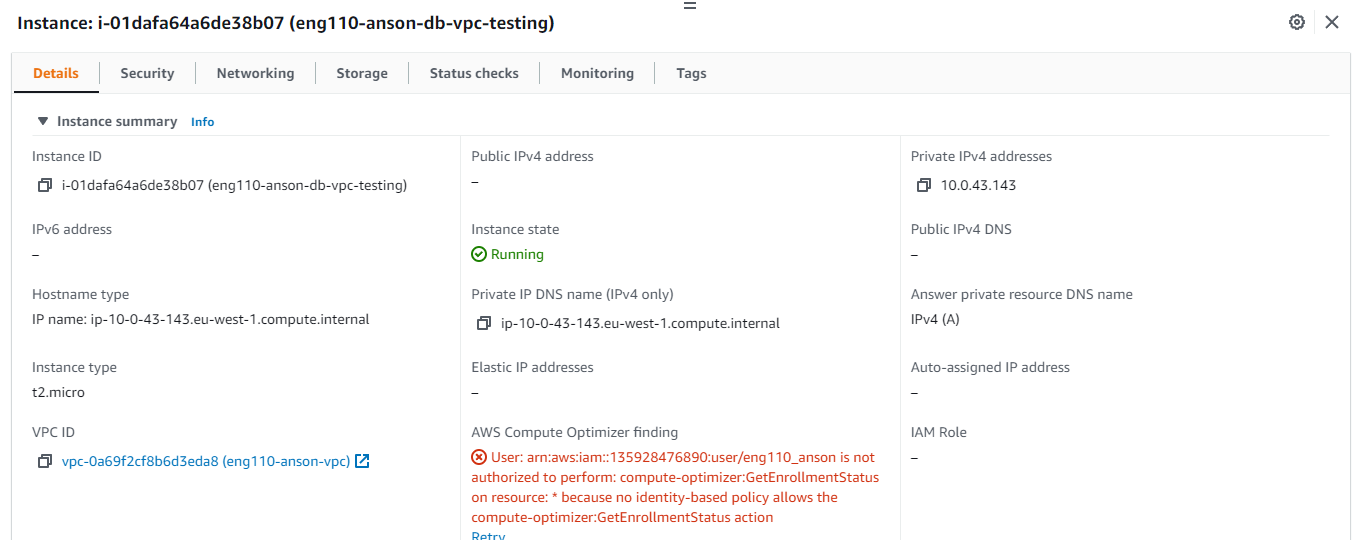 Instance: i-01dafa64a6de38b07 (eng110-anson-db-vpc-testing)
Details
Security
Networking
Storage
Status checks
Monitoring
Tags
Instance summary Info
Instance ID
i-01dafa64a6de38b07 (eng110-anson-db-vpc-testing)
Public IPv4 address
–
Private IPv4 addresses
10.0.43.143
IPv6 address
–
Instance state
Running
Public IPv4 DNS
–
Hostname type
IP name: ip-10-0-43-143.eu-west-1.compute.internal
Private IP DNS name (IPv4 only)
ip-10-0-43-143.eu-west-1.compute.internal
Answer private resource DNS name
IPv4 (A)
Instance type
t2.micro
Elastic IP addresses
–
Auto-assigned IP address
–
VPC ID
vpc-0a69f2cf8b6d3eda8 (eng110-anson-vpc)
AWS Compute Optimizer finding
User: arn:aws:iam::135928476890:user/eng110_anson is not
authorized to perform: compute-optimizer:GetEnrollmentStatus
on resource: * because no identity-based policy allows the
compute-optimizer:GetEnrollmentStatus action
Retry
IAM Role
–